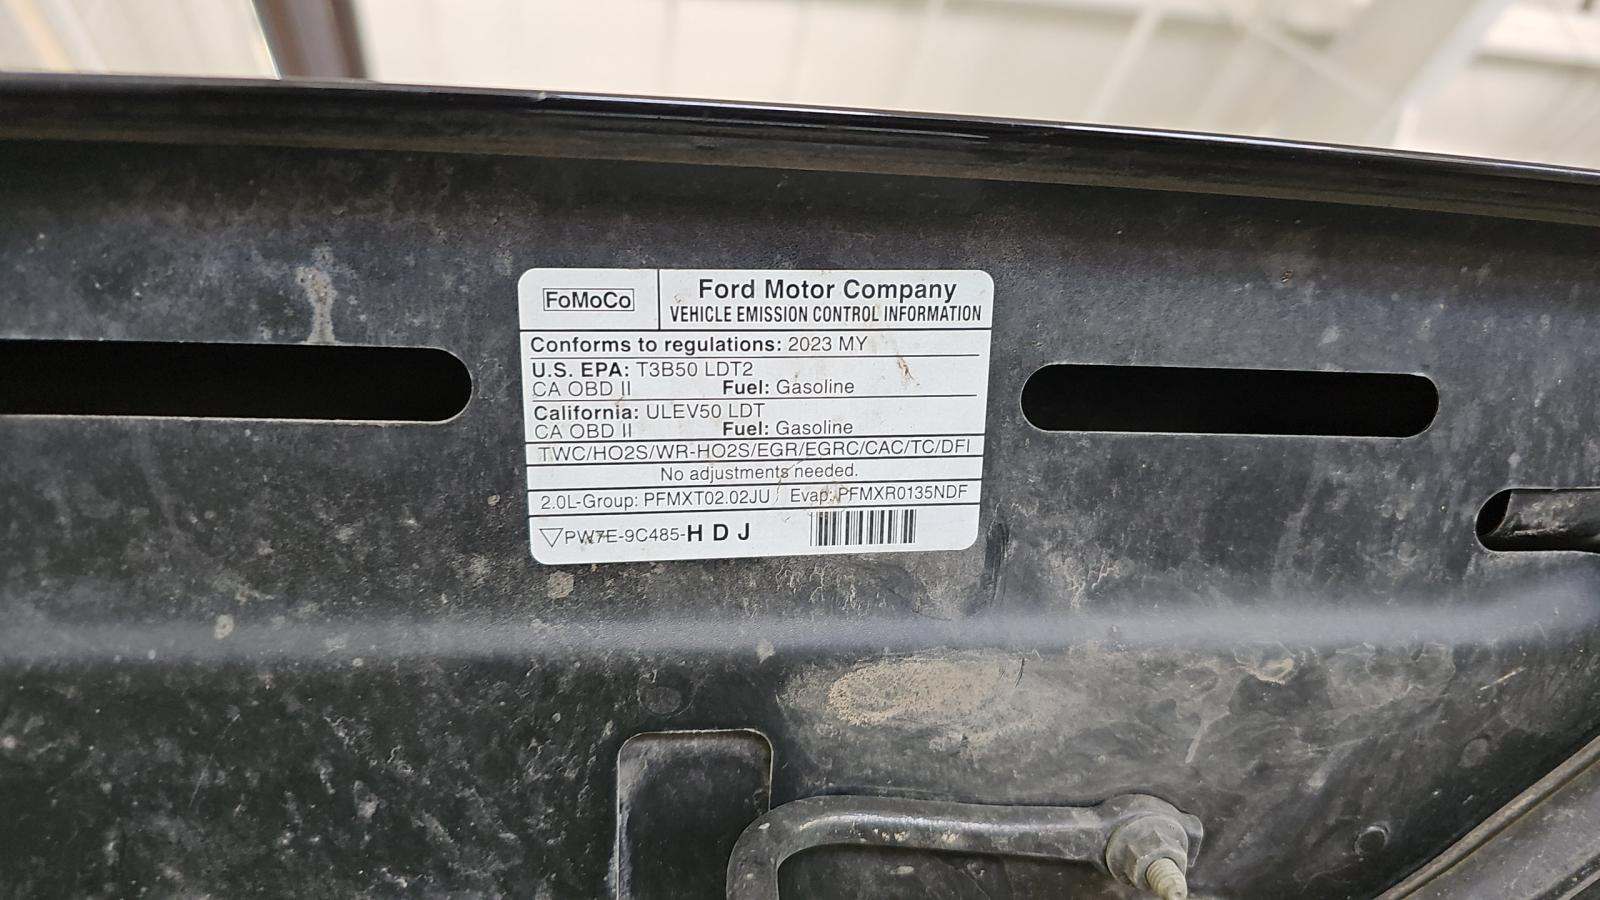 FoMoCo
Ford Motor Company
VEHICLE EMISSION CONTROL INFORMATION
Conforms to regulations: 2023 MY
U.S. EPA: T3B50 LDT2
CA OBD II Fuel: Gasoline
California: ULEV50 LDT
CA OBD II Fuel: Gasoline
TWC/HO2S/WR-HO2S/EGR/EGRC/CAC/TC/DFI
No adjustments needed.
2.0L-Group: PFMXT02.02JU Evap: PFMXR0135NDF
PW7E-9C485-H D J